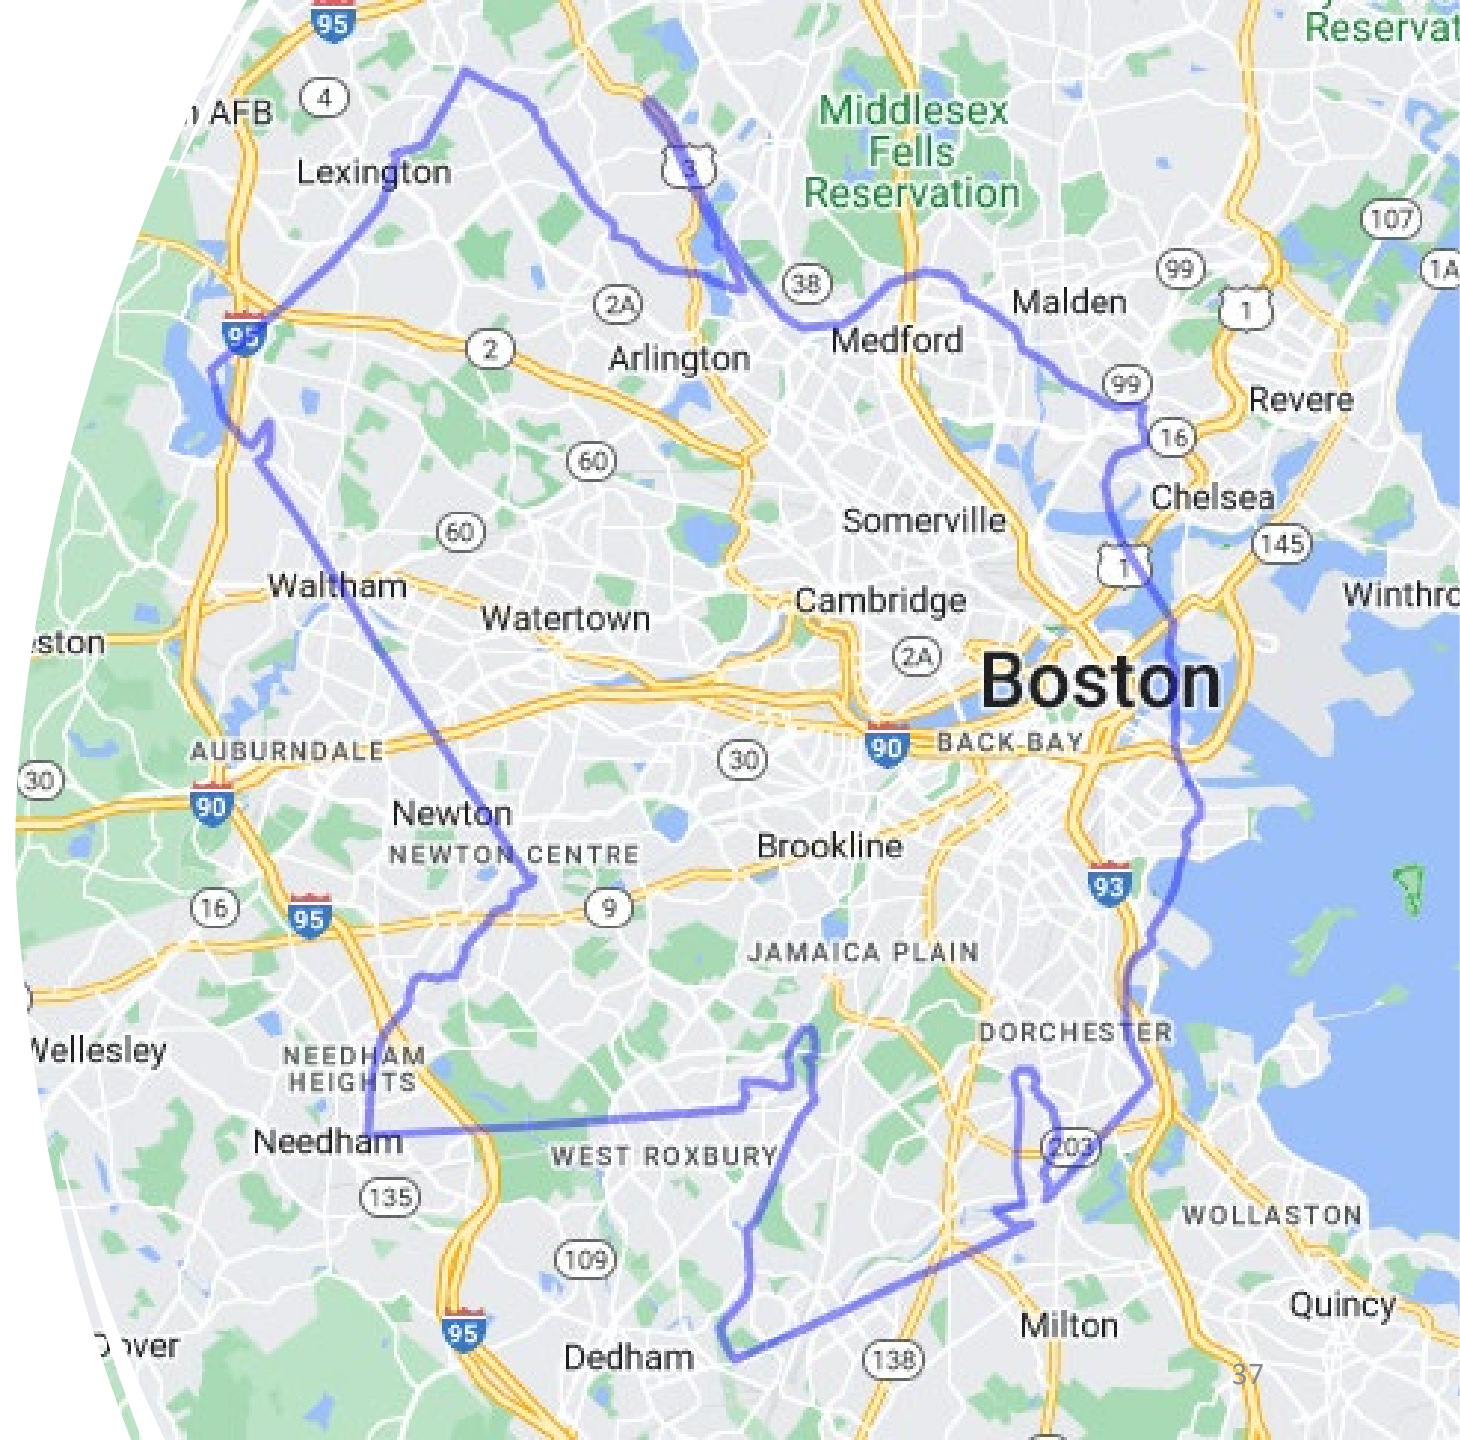 95
Reservat
4
AFB
Middlesex
Fells
Reservation
Lexington
3
107
99
1A
38
2A
Malden
1
95
2
Medford
Arlington
99
Revere
60
16
Chelsea
Somerville
60
145
1
Waltham
Cambridge
Winthro
Watertown
ston
2A
Boston
AUBURNDALE
90
BACK BAY
30
30
90
Newton
NEWTON CENTRE
Brookline
93
16
95
9
JAMAICA PLAIN
DORCHESTER
Wellesley
NEEDHAM
HEIGHTS
Needham
203
WEST ROXBURY
135
WOLLASTON
109
Quincy
95
Milton
Dover
Dedham
138
37